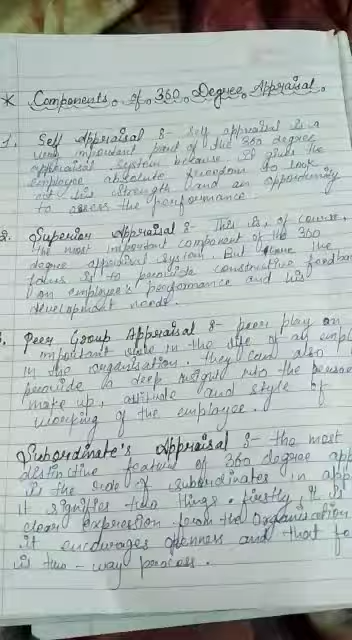 * Components of 360 Degree Appraisal.
1. Self Appraisal :- Self appraisal is a
very important part of the 360 degree
appraisal system because it gives the
employee absolute freedom to look
at his strength and an opportunity
to assess the performance.
2. Superior Appraisal :- This is, of course,
the most important component of the 360
degree appraisal system. But here the
focus is to provide constructive feedba
on employee's performance and his
development needs.
3. Peer Group Appraisal :- peer play an
important role in the life of an empl
in the organisation. They can also
provide a deep insight into the person
make up, attitude and style of
working of the employee.
Subordinate's Appraisal :- the most
distinctive feature of 360 degree app
is the role of subordinates in app
it signifies two things. firstly, it is
clear expression from the Organisation
it encourages openness and that fe
is two-way process.